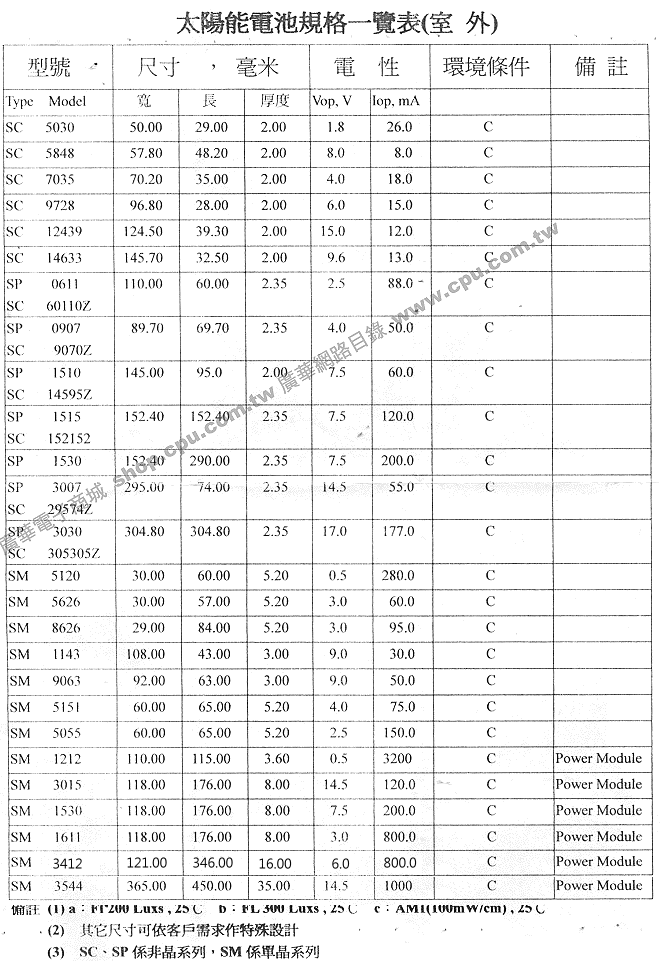 太陽能電池規格一覽表(室 外)
型號 尺寸 ， 毫米 電 性 環境條件 備 註
Type Model 寬 長 厚度 Vop, V Iop, mA
SC 5030 50.00 29.00 2.00 1.8 26.0 C
SC 5848 57.80 48.20 2.00 8.0 8.0 C
SC 7035 70.20 35.00 2.00 4.0 18.0 C
SC 9728 96.80 28.00 2.00 6.0 15.0 C
SC 12439 124.50 39.30 2.00 15.0 12.0 C
SC 14633 145.70 32.50 2.00 9.6 13.0 C
SP 0611 110.00 60.00 2.35 2.5 88.0 C
SC 60110Z
SP 0907 89.70 69.70 2.35 4.0 50.0 C
SC 9070Z
SP 1510 145.00 95.0 2.00 7.5 60.0 C
SC 14595Z
SP 1515 152.40 152.40 2.35 7.5 120.0 C
SC 152152
SP 1530 152.40 290.00 2.35 7.5 200.0 C
SP 3007 295.00 74.00 2.35 14.5 55.0 C
SC 29574Z
SP 3030 304.80 304.80 2.35 17.0 177.0 C
SC 305305Z
SM 5120 30.00 60.00 5.20 0.5 280.0 C
SM 5626 30.00 57.00 5.20 3.0 60.0 C
SM 8626 29.00 84.00 5.20 3.0 95.0 C
SM 1143 108.00 43.00 3.00 9.0 30.0 C
SM 9063 92.00 63.00 3.00 9.0 50.0 C
SM 5151 60.00 65.00 5.20 4.0 75.0 C
SM 5055 60.00 65.00 5.20 2.5 150.0 C
SM 1212 110.00 115.00 3.60 0.5 3200 C Power Module
SM 3015 118.00 176.00 8.00 14.5 120.0 C Power Module
SM 1530 118.00 176.00 8.00 7.5 200.0 C Power Module
SM 1611 118.00 176.00 8.00 3.0 800.0 C Power Module
SM 3412 121.00 346.00 16.00 6.0 800.0 C Power Module
SM 3544 365.00 450.00 35.00 14.5 1000 C Power Module
備註 (1) a：Fl 200 Luxs , 25℃ b：FL 300 Luxs , 25℃ c：AM1(100mW/cm) , 25℃
(2) 其它尺寸可依客戶需求作特殊設計
(3) SC、SP 係非晶系列，SM 係單晶系列
廣華電子商城 shop.cpu.com.tw 廣華網路目錄 www.cpu.com.tw